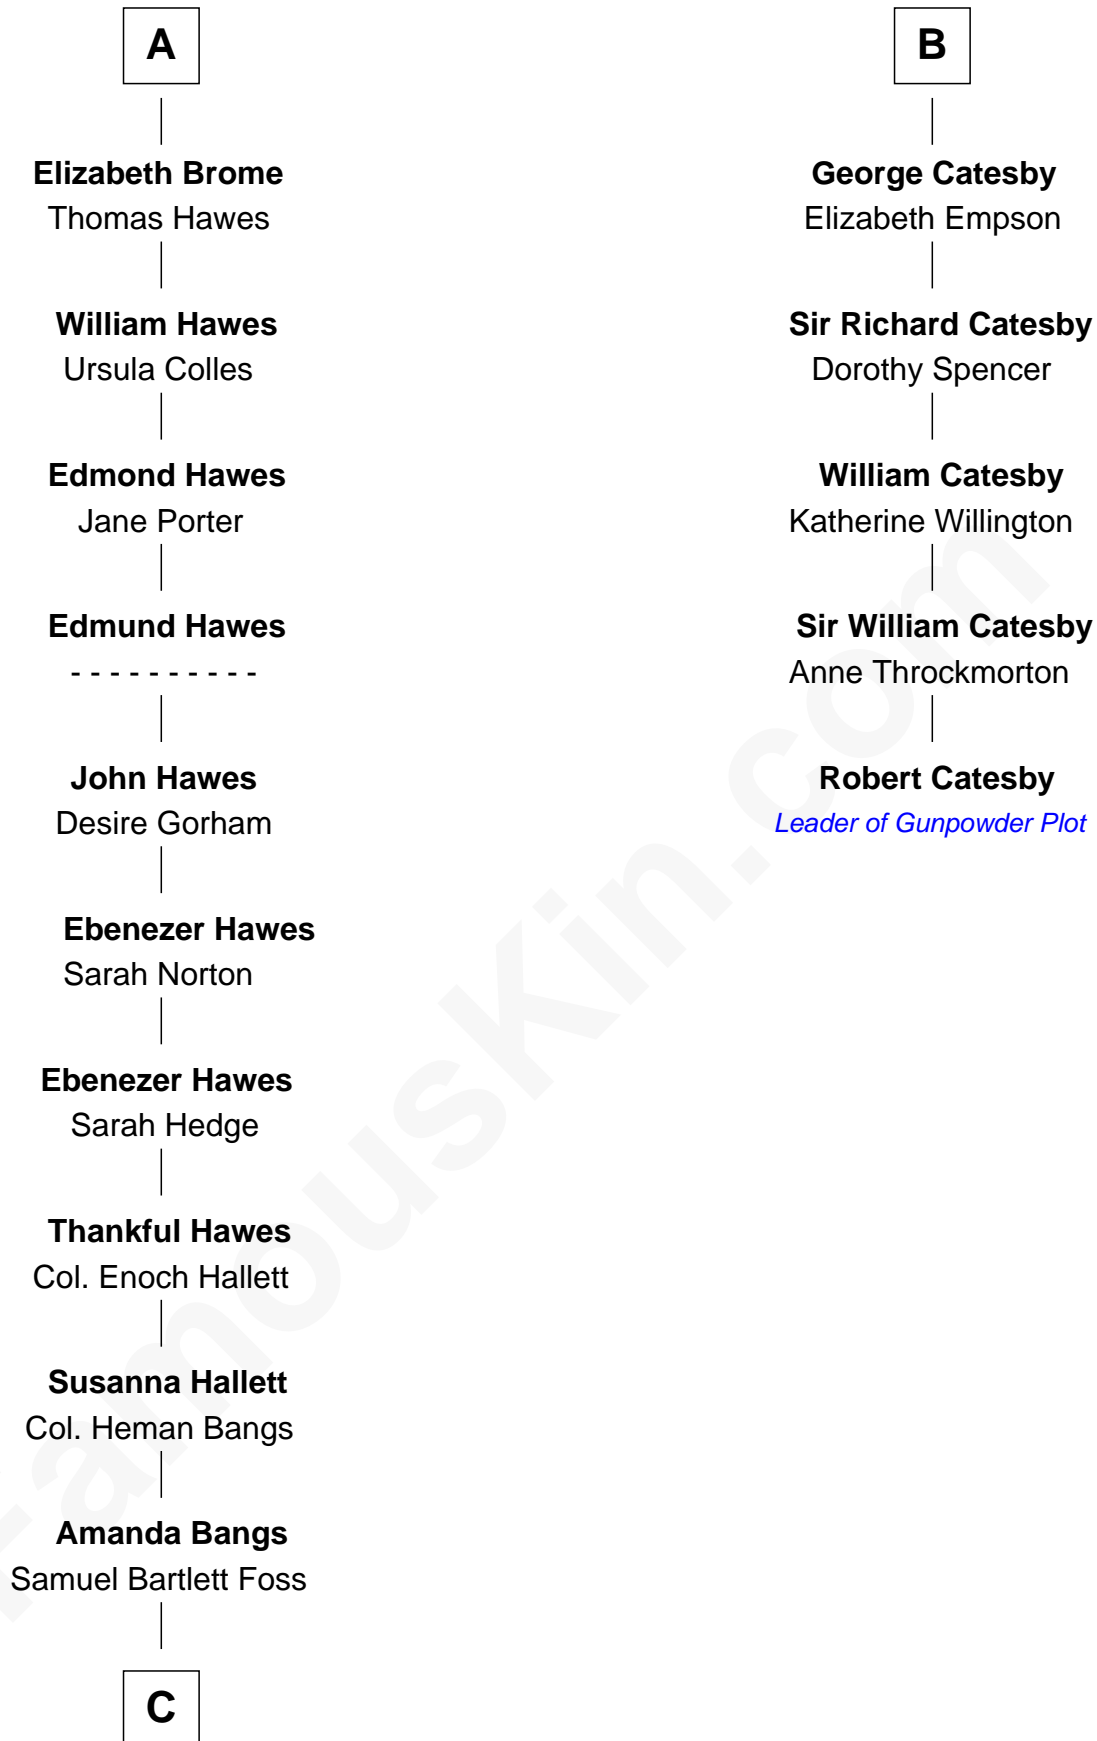 A
Elizabeth Brome
Thomas Hawes
William Hawes
Ursula Colles
Edmond Hawes
Jane Porter
Edmund Hawes
- - - - - - - - - -
John Hawes
Desire Gorham
Ebenezer Hawes
Sarah Norton
Ebenezer Hawes
Sarah Hedge
Thankful Hawes
Col. Enoch Hallett
Susanna Hallett
Col. Heman Bangs
Amanda Bangs
Samuel Bartlett Foss
C
B
George Catesby
Elizabeth Empson
Sir Richard Catesby
Dorothy Spencer
William Catesby
Katherine Willington
Sir William Catesby
Anne Throckmorton
Robert Catesby
Leader of Gunpowder Plot
FamousKin.com